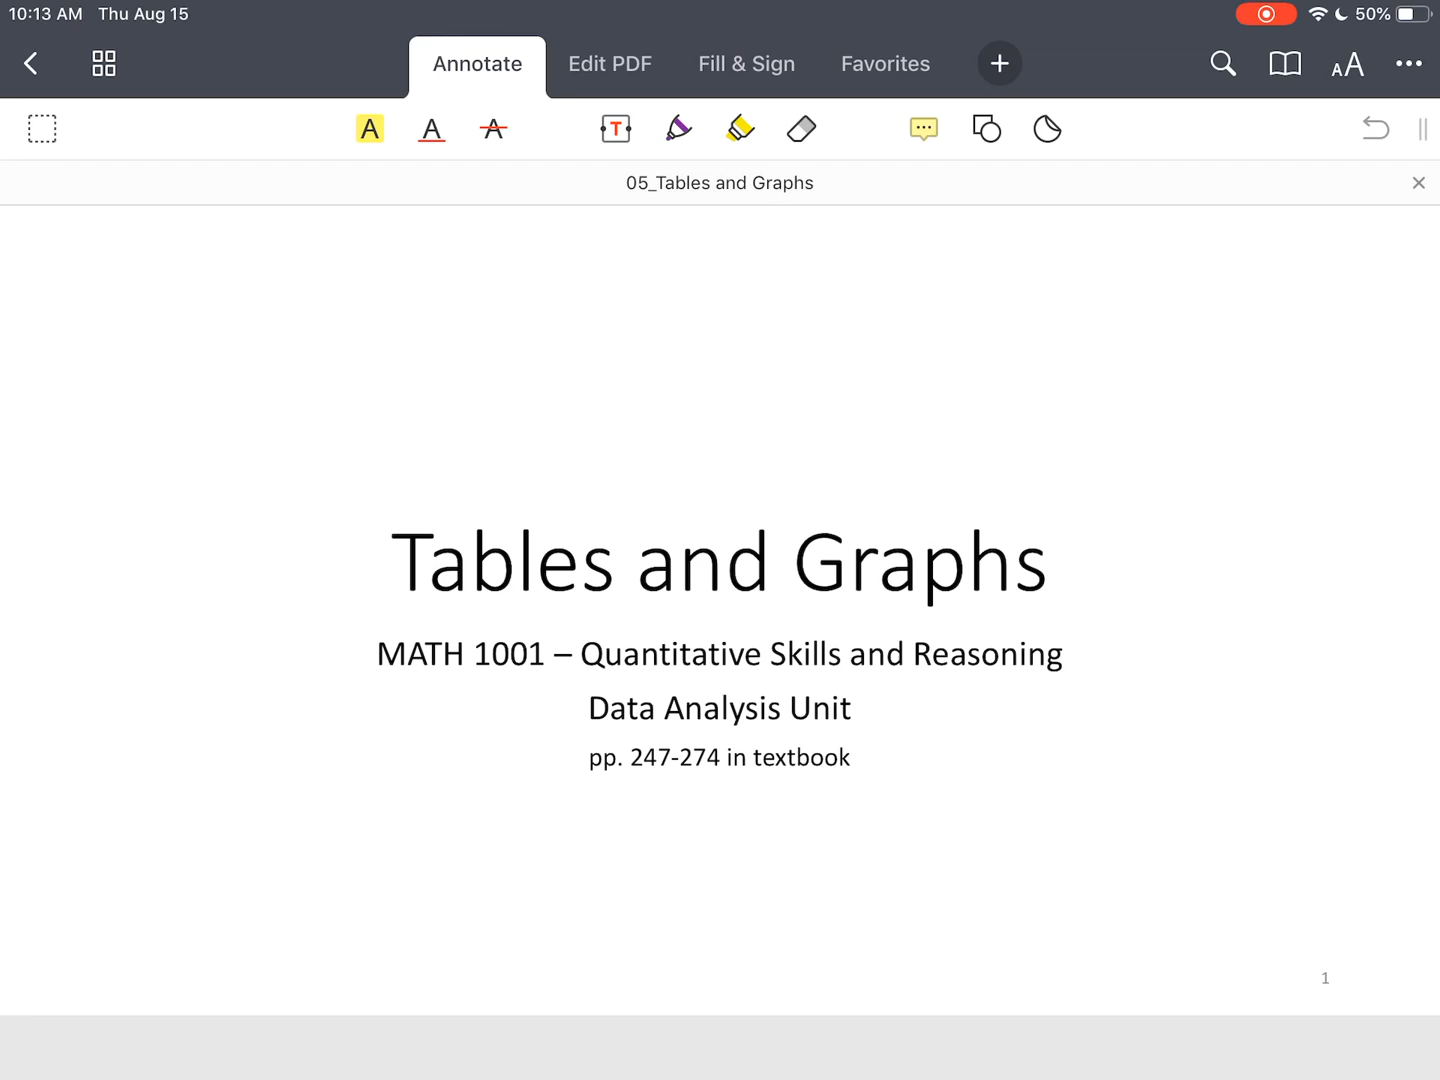 10:13 AM Thu Aug 15 50%
Annotate Edit PDF Fill & Sign Favorites AA
A A A T
05_Tables and Graphs
Tables and Graphs
MATH 1001 – Quantitative Skills and Reasoning
Data Analysis Unit
pp. 247-274 in textbook
1